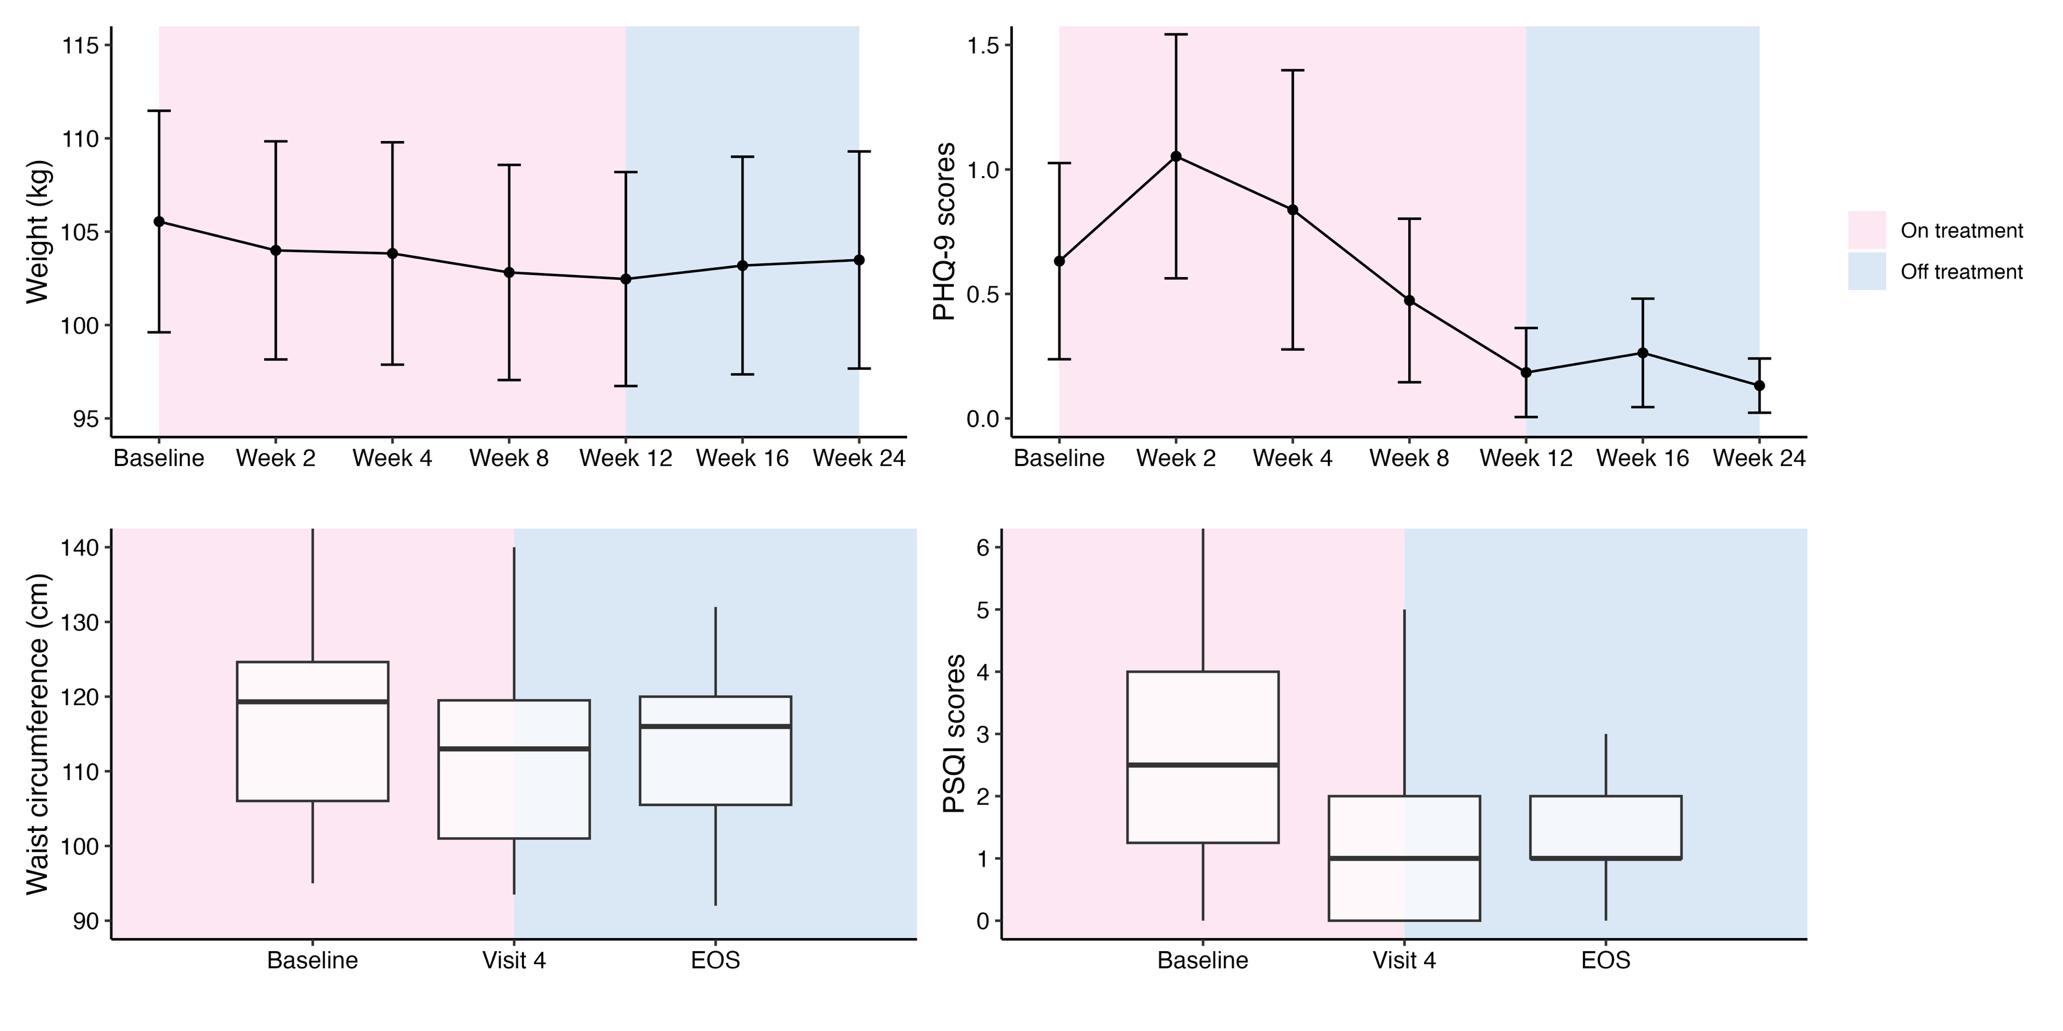 Weight (kg)
115
110
105
100
95
Baseline Week 2 Week 4 Week 8 Week 12 Week 16 Week 24
PHQ-9 scores
1.5
1.0
0.5
0.0
Baseline Week 2 Week 4 Week 8 Week 12 Week 16 Week 24
On treatment
Off treatment
Waist circumference (cm)
140
130
120
110
100
90
Baseline Visit 4 EOS
PSQI scores
6
5
4
3
2
1
0
Baseline Visit 4 EOS